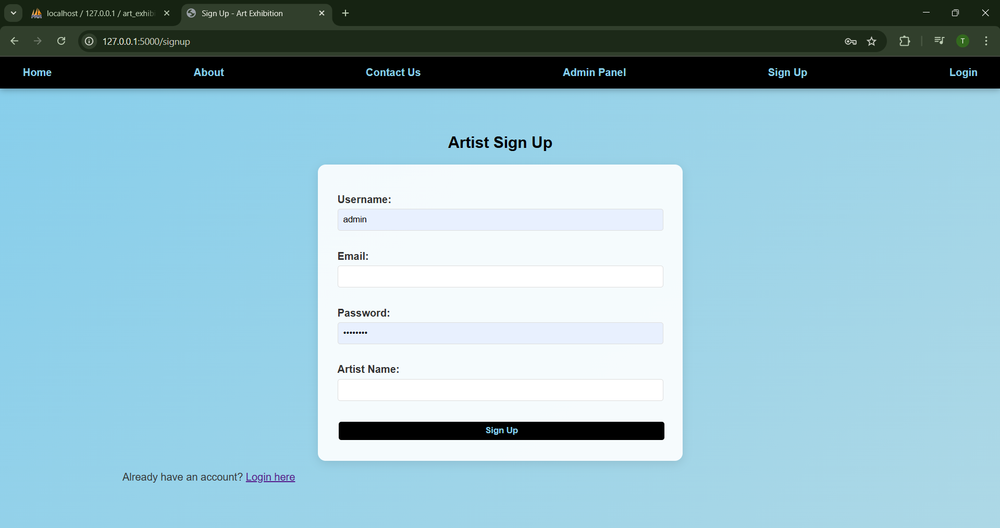 localhost / 127.0.0.1 / art_exhibi
Sign Up - Art Exhibition
127.0.0.1:5000/signup
T
Home About Contact Us Admin Panel Sign Up Login
Artist Sign Up
Username:
admin
Email:
Password:
••••••••
Artist Name:
Sign Up
Already have an account? Login here